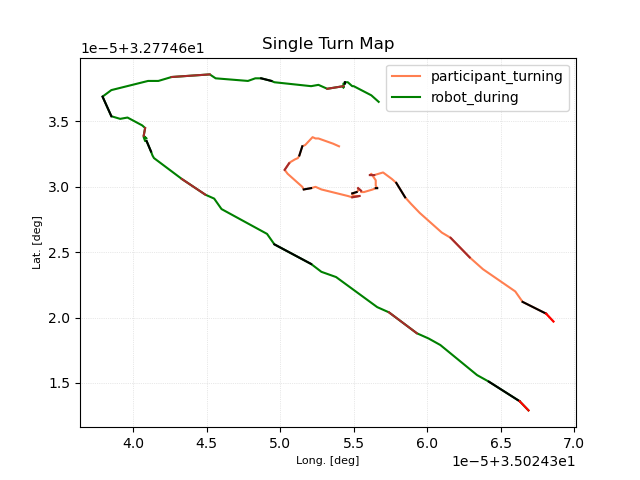 Single Turn Map
1e−5+3.27746e1
participant_turning
robot_during
3.5
3.0
2.5
2.0
1.5
Lat. [deg]
4.0 4.5 5.0 5.5 6.0 6.5 7.0
Long. [deg]
1e−5+3.50243e1